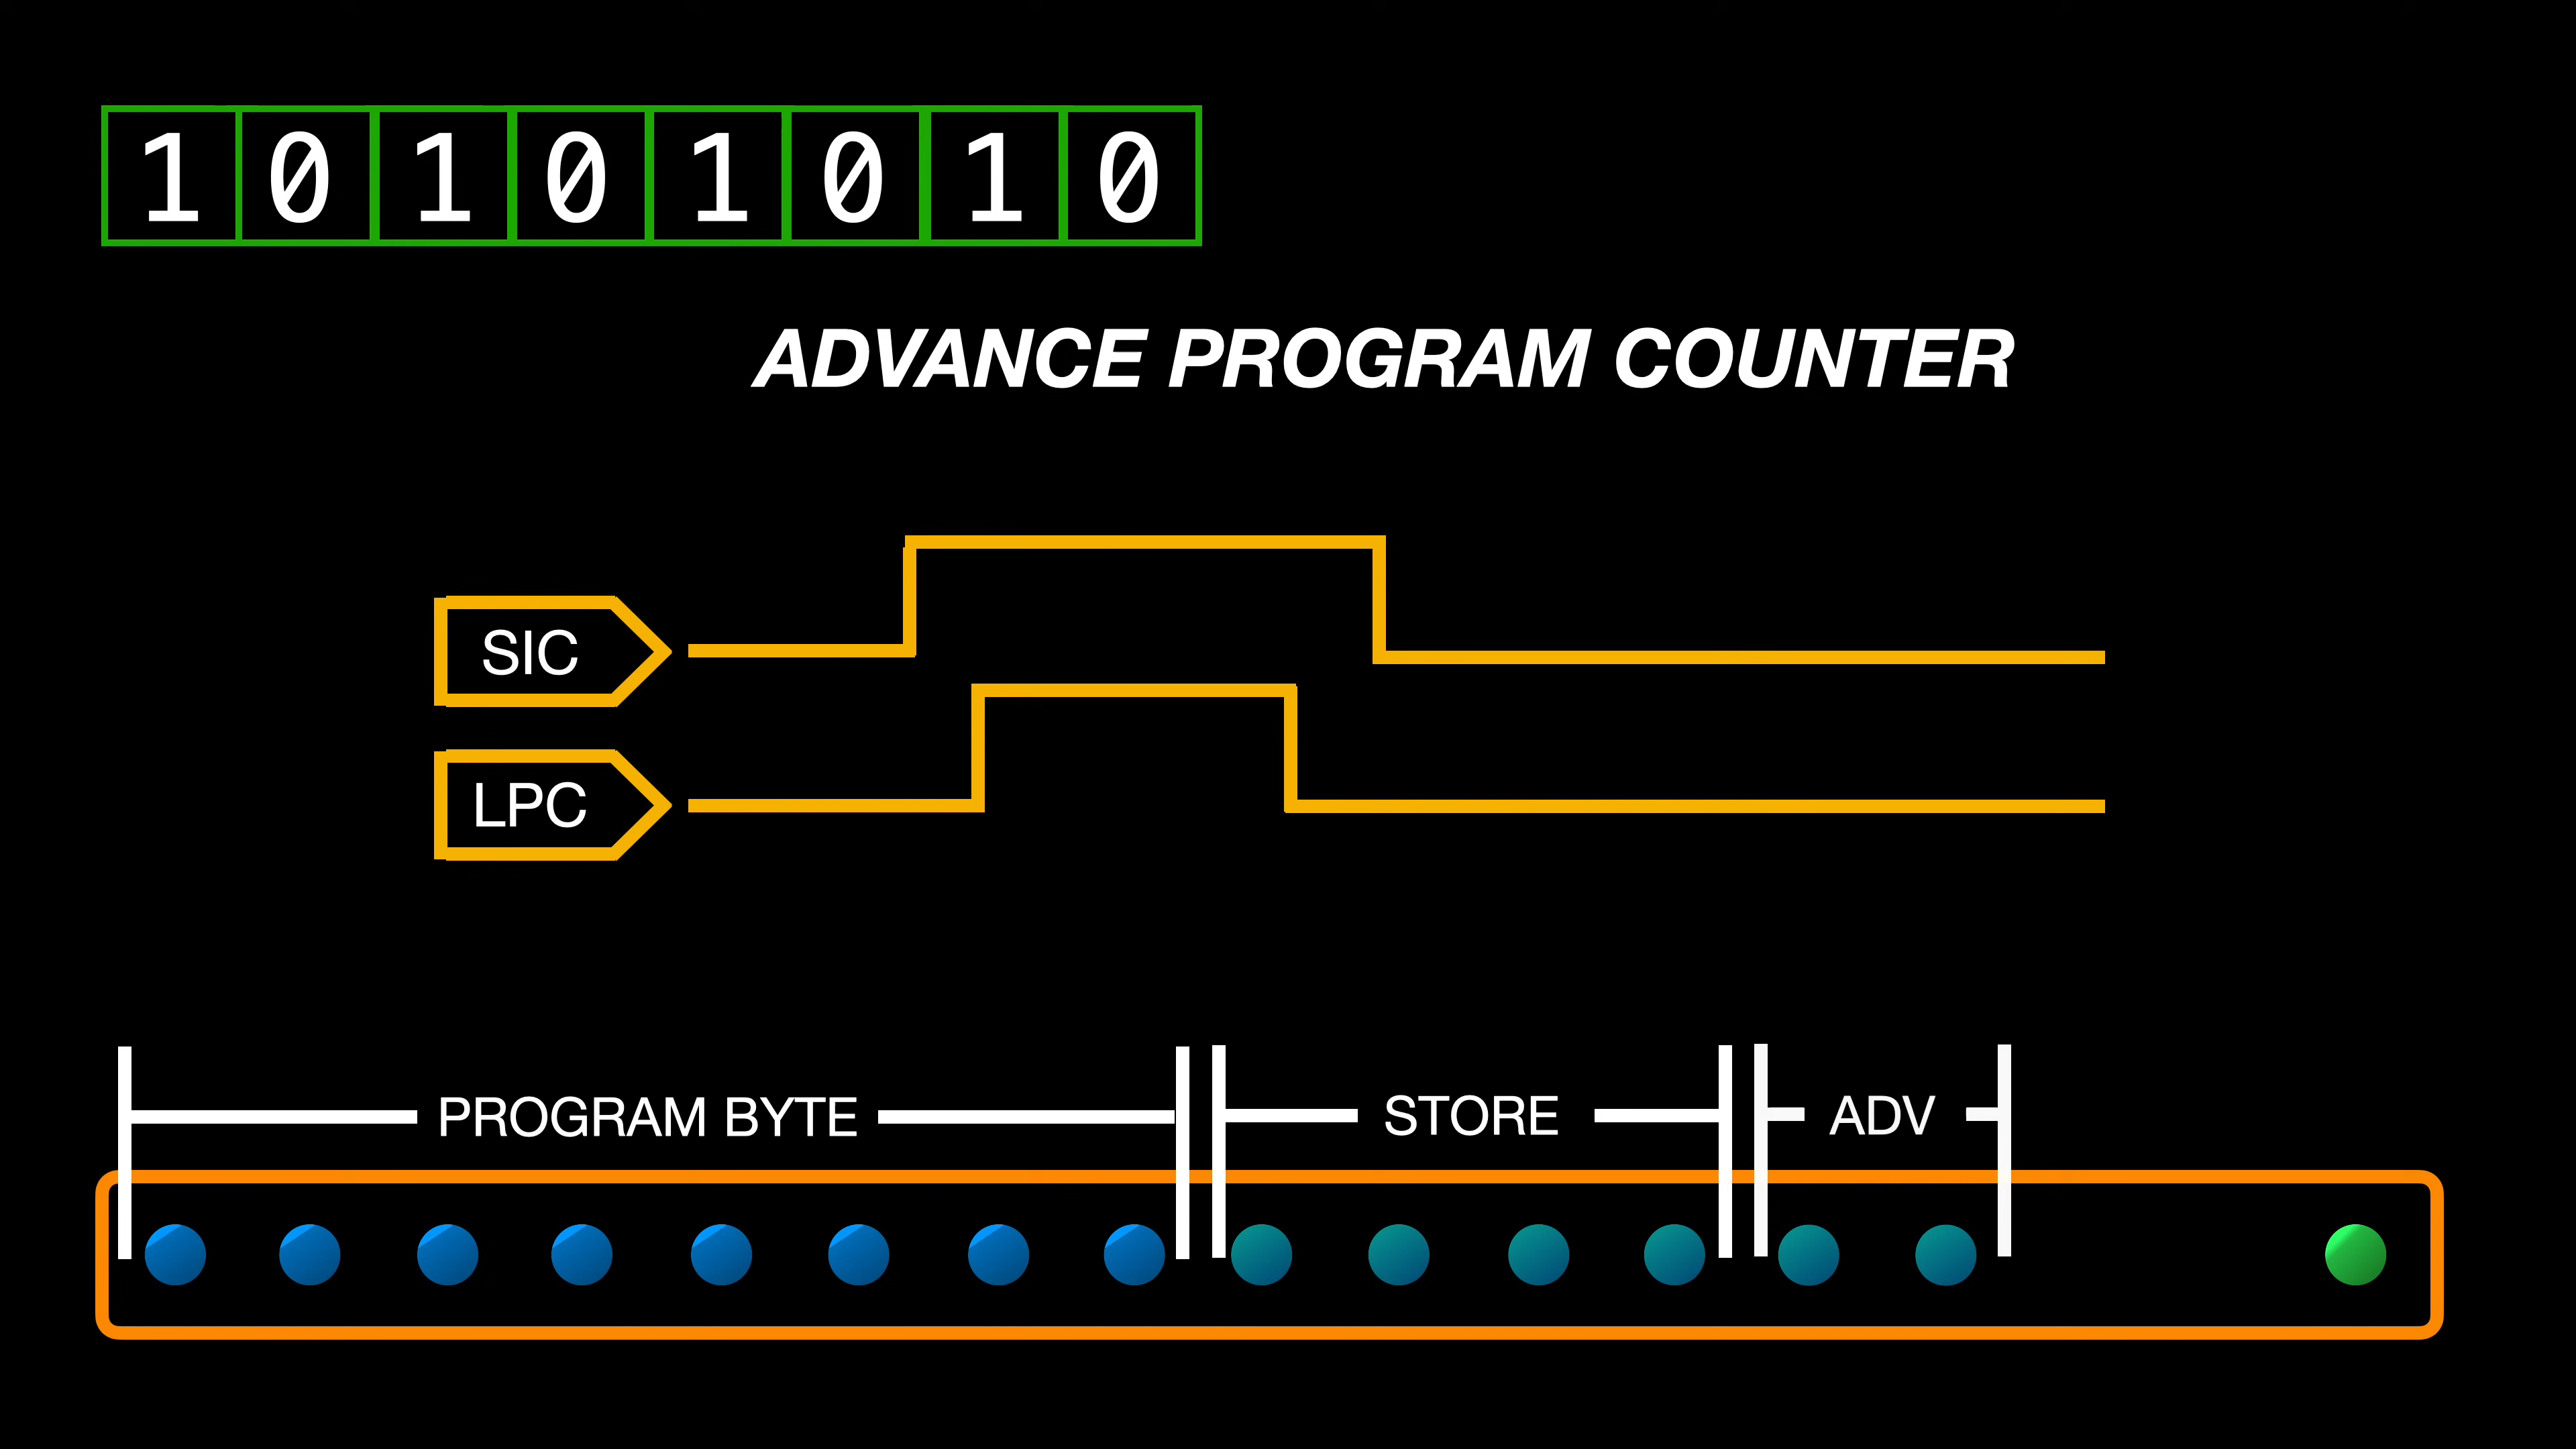 1 0 1 0 1 0 1 0
ADVANCE PROGRAM COUNTER
SIC
LPC
PROGRAM BYTE STORE ADV